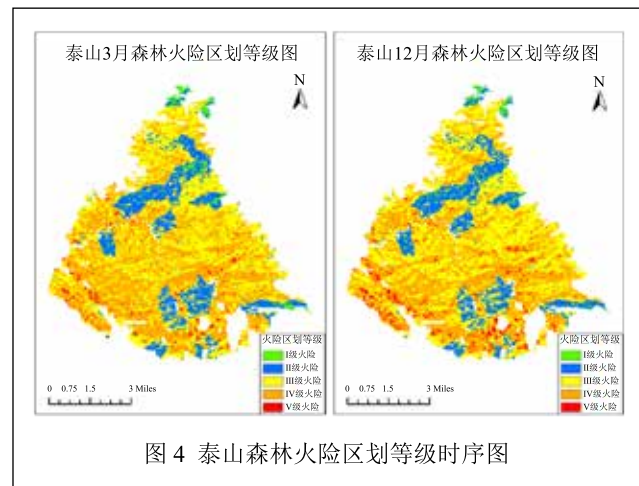 泰山3月森林火险区划等级图
N
火险区划等级
I级火险
II级火险
III级火险
IV级火险
V级火险
0 0.75 1.5 3 Miles
泰山12月森林火险区划等级图
N
火险区划等级
I级火险
II级火险
III级火险
IV级火险
V级火险
0 0.75 1.5 3 Miles
图 4 泰山森林火险区划等级时序图